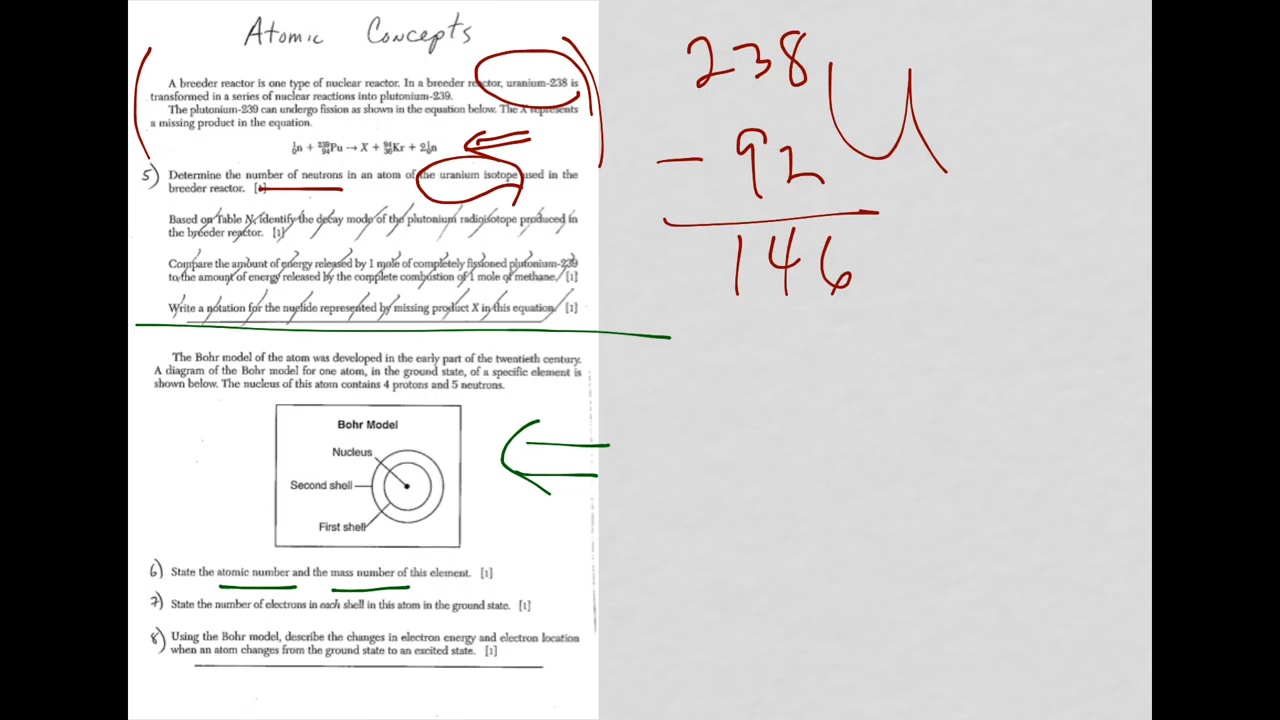 Atomic Concepts
A breeder reactor is one type of nuclear reactor. In a breeder reactor, uranium-238 is
transformed in a series of nuclear reactions into plutonium-239.
The plutonium-239 can undergo fission as shown in the equation below. The X represents
a missing product in the equation.
¹₀n + ²³⁹₉₄Pu → X + ⁹⁴₃₆Kr + 2¹₀n
5) Determine the number of neutrons in an atom of the uranium isotope used in the
breeder reactor. [1]
Based on Table N, identify the decay mode of the plutonium radioisotope produced in
the breeder reactor. [1]
Compare the amount of energy released by 1 mole of completely fissioned plutonium-239
to the amount of energy released by the complete combustion of 1 mole of methane. [1]
Write a notation for the nuclide represented by missing product X in this equation. [1]
The Bohr model of the atom was developed in the early part of the twentieth century.
A diagram of the Bohr model for one atom, in the ground state, of a specific element is
shown below. The nucleus of this atom contains 4 protons and 5 neutrons.
Bohr Model
Nucleus
Second shell
First shell
6) State the atomic number and the mass number of this element. [1]
7) State the number of electrons in each shell in this atom in the ground state. [1]
8) Using the Bohr model, describe the changes in electron energy and electron location
when an atom changes from the ground state to an excited state. [1]
238 U
- 92
146